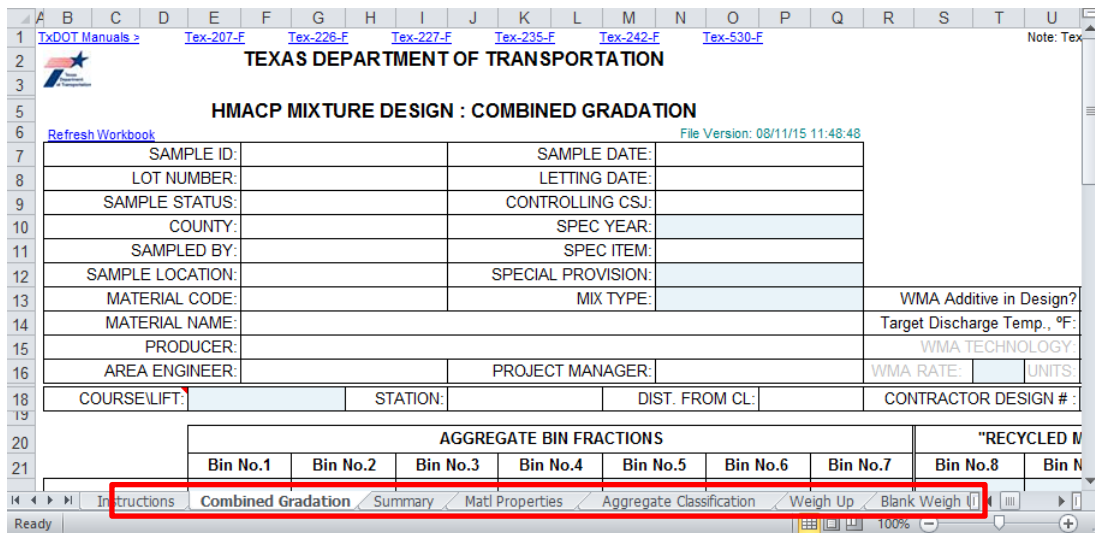 A B C D E F G H I J K L M N O P Q R S T U
1 TxDOT Manuals > Tex-207-F Tex-226-F Tex-227-F Tex-235-F Tex-242-F Tex-530-F Note: Tex
2 TEXAS DEPARTMENT OF TRANSPORTATION
3 Texas Department of Transportation
5 HMACP MIXTURE DESIGN : COMBINED GRADATION
6 Refresh Workbook File Version: 08/11/15 11:48:48
7 SAMPLE ID: SAMPLE DATE:
8 LOT NUMBER: LETTING DATE:
9 SAMPLE STATUS: CONTROLLING CSJ:
10 COUNTY: SPEC YEAR:
11 SAMPLED BY: SPEC ITEM:
12 SAMPLE LOCATION: SPECIAL PROVISION:
13 MATERIAL CODE: MIX TYPE: WMA Additive in Design?
14 MATERIAL NAME: Target Discharge Temp., ºF:
15 PRODUCER: WMA TECHNOLOGY:
16 AREA ENGINEER: PROJECT MANAGER: WMA RATE: UNITS:
18 COURSE\LIFT: STATION: DIST. FROM CL: CONTRACTOR DESIGN # :
19
20 AGGREGATE BIN FRACTIONS "RECYCLED M
21 Bin No.1 Bin No.2 Bin No.3 Bin No.4 Bin No.5 Bin No.6 Bin No.7 Bin No.8 Bin N
Instructions Combined Gradation Summary Matl Properties Aggregate Classification Weigh Up Blank Weigh U
Ready 100%